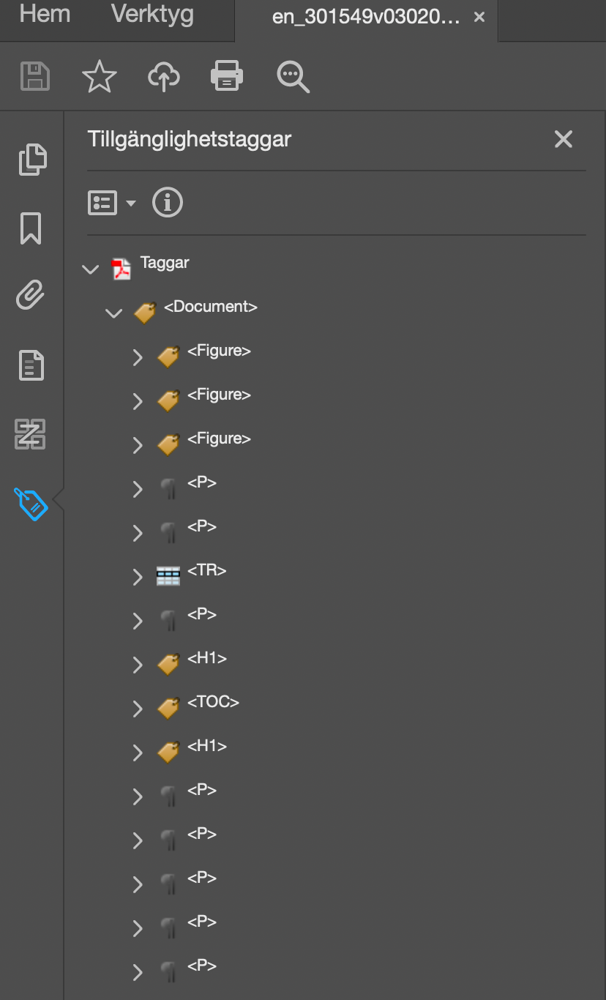 Hem Verktyg en_301549v03020...
Tillgänglighetstaggar
Taggar
<Document>
<Figure>
<Figure>
<Figure>
<P>
<P>
<TR>
<P>
<H1>
<TOC>
<H1>
<P>
<P>
<P>
<P>
<P>